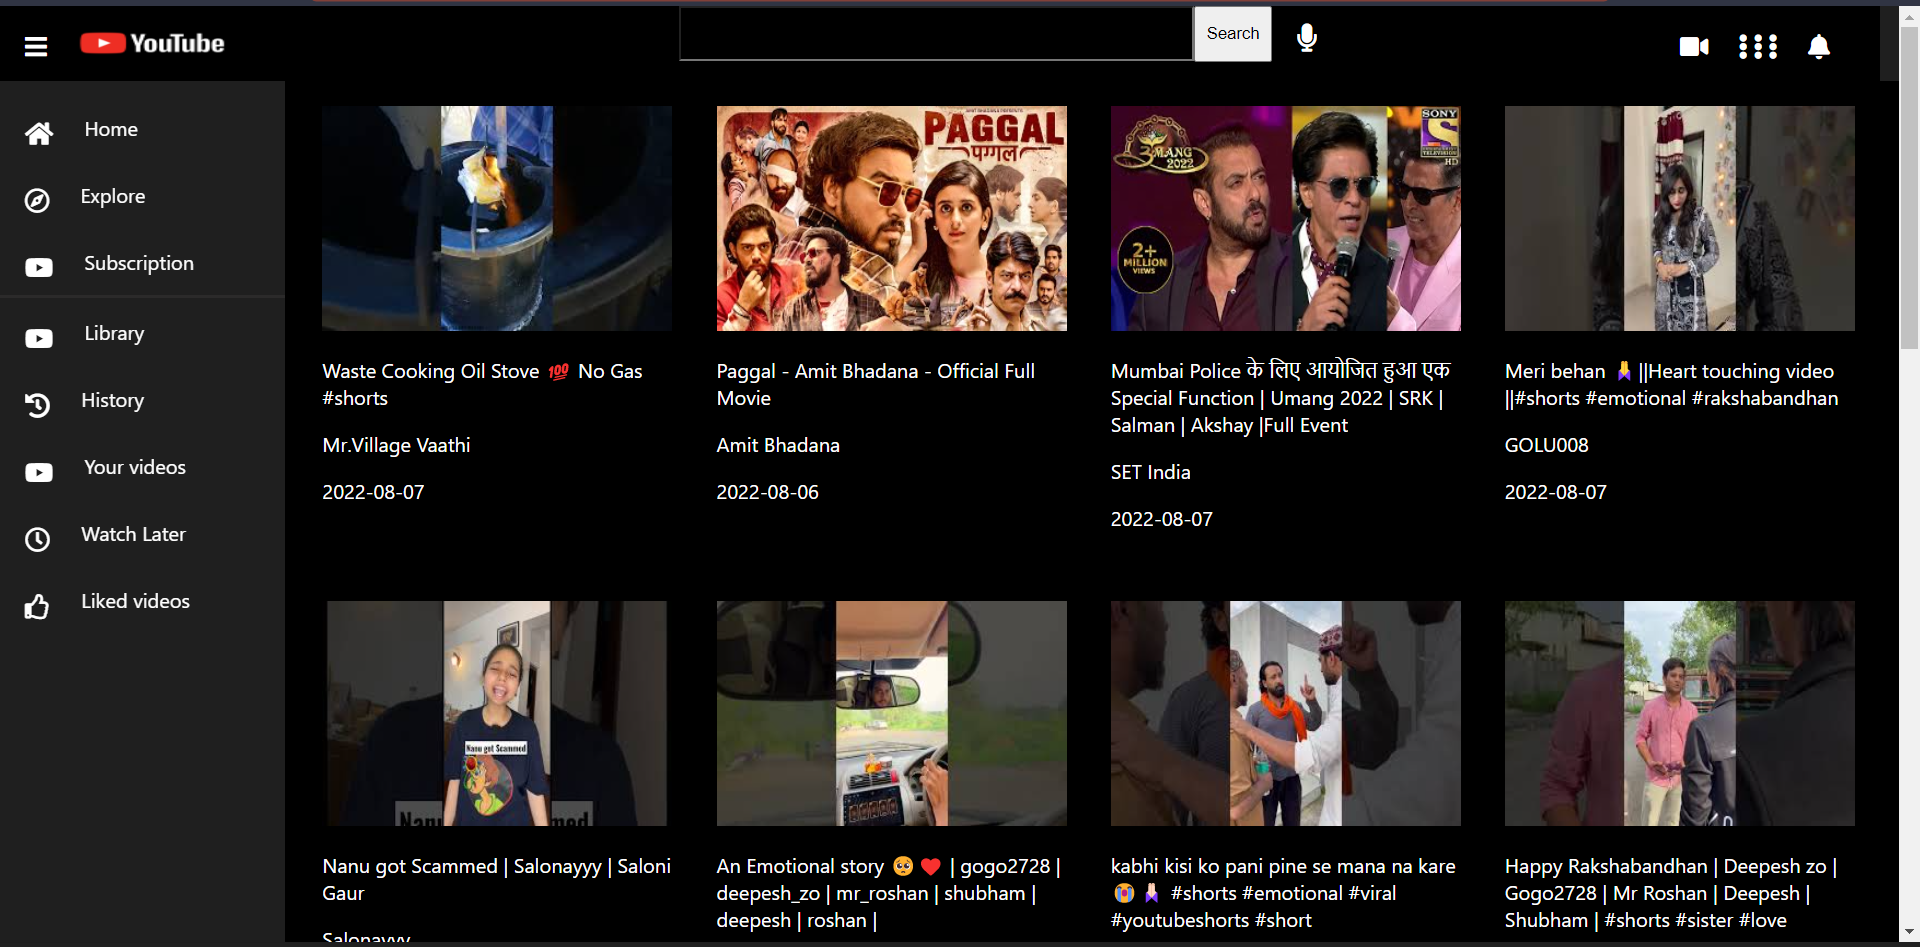 YouTube
Search
Home
Explore
Subscription
Library
History
Your videos
Watch Later
Liked videos
PAGGAL
पग्गल
UMANG
2022
SONY
HD
2+
MILLION
VIEWS
Waste Cooking Oil Stove 💯 No Gas
#shorts
Mr.Village Vaathi
2022-08-07
Paggal - Amit Bhadana - Official Full
Movie
Amit Bhadana
2022-08-06
Mumbai Police के लिए आयोजित हुआ एक
Special Function | Umang 2022 | SRK |
Salman | Akshay |Full Event
SET India
2022-08-07
Meri behan 🙏||Heart touching video
||#shorts #emotional #rakshabandhan
GOLU008
2022-08-07
Nanu got Scammed
Nanu got Scammed | Salonayyy | Saloni
Gaur
Salonayyy
An Emotional story 🥺♥️ | gogo2728 |
deepesh_zo | mr_roshan | shubham |
deepesh | roshan |
kabhi kisi ko pani pine se mana na kare
😭🙏🏻 #shorts #emotional #viral
#youtubeshorts #short
Happy Rakshabandhan | Deepesh zo |
Gogo2728 | Mr Roshan | Deepesh |
Shubham | #shorts #sister #love